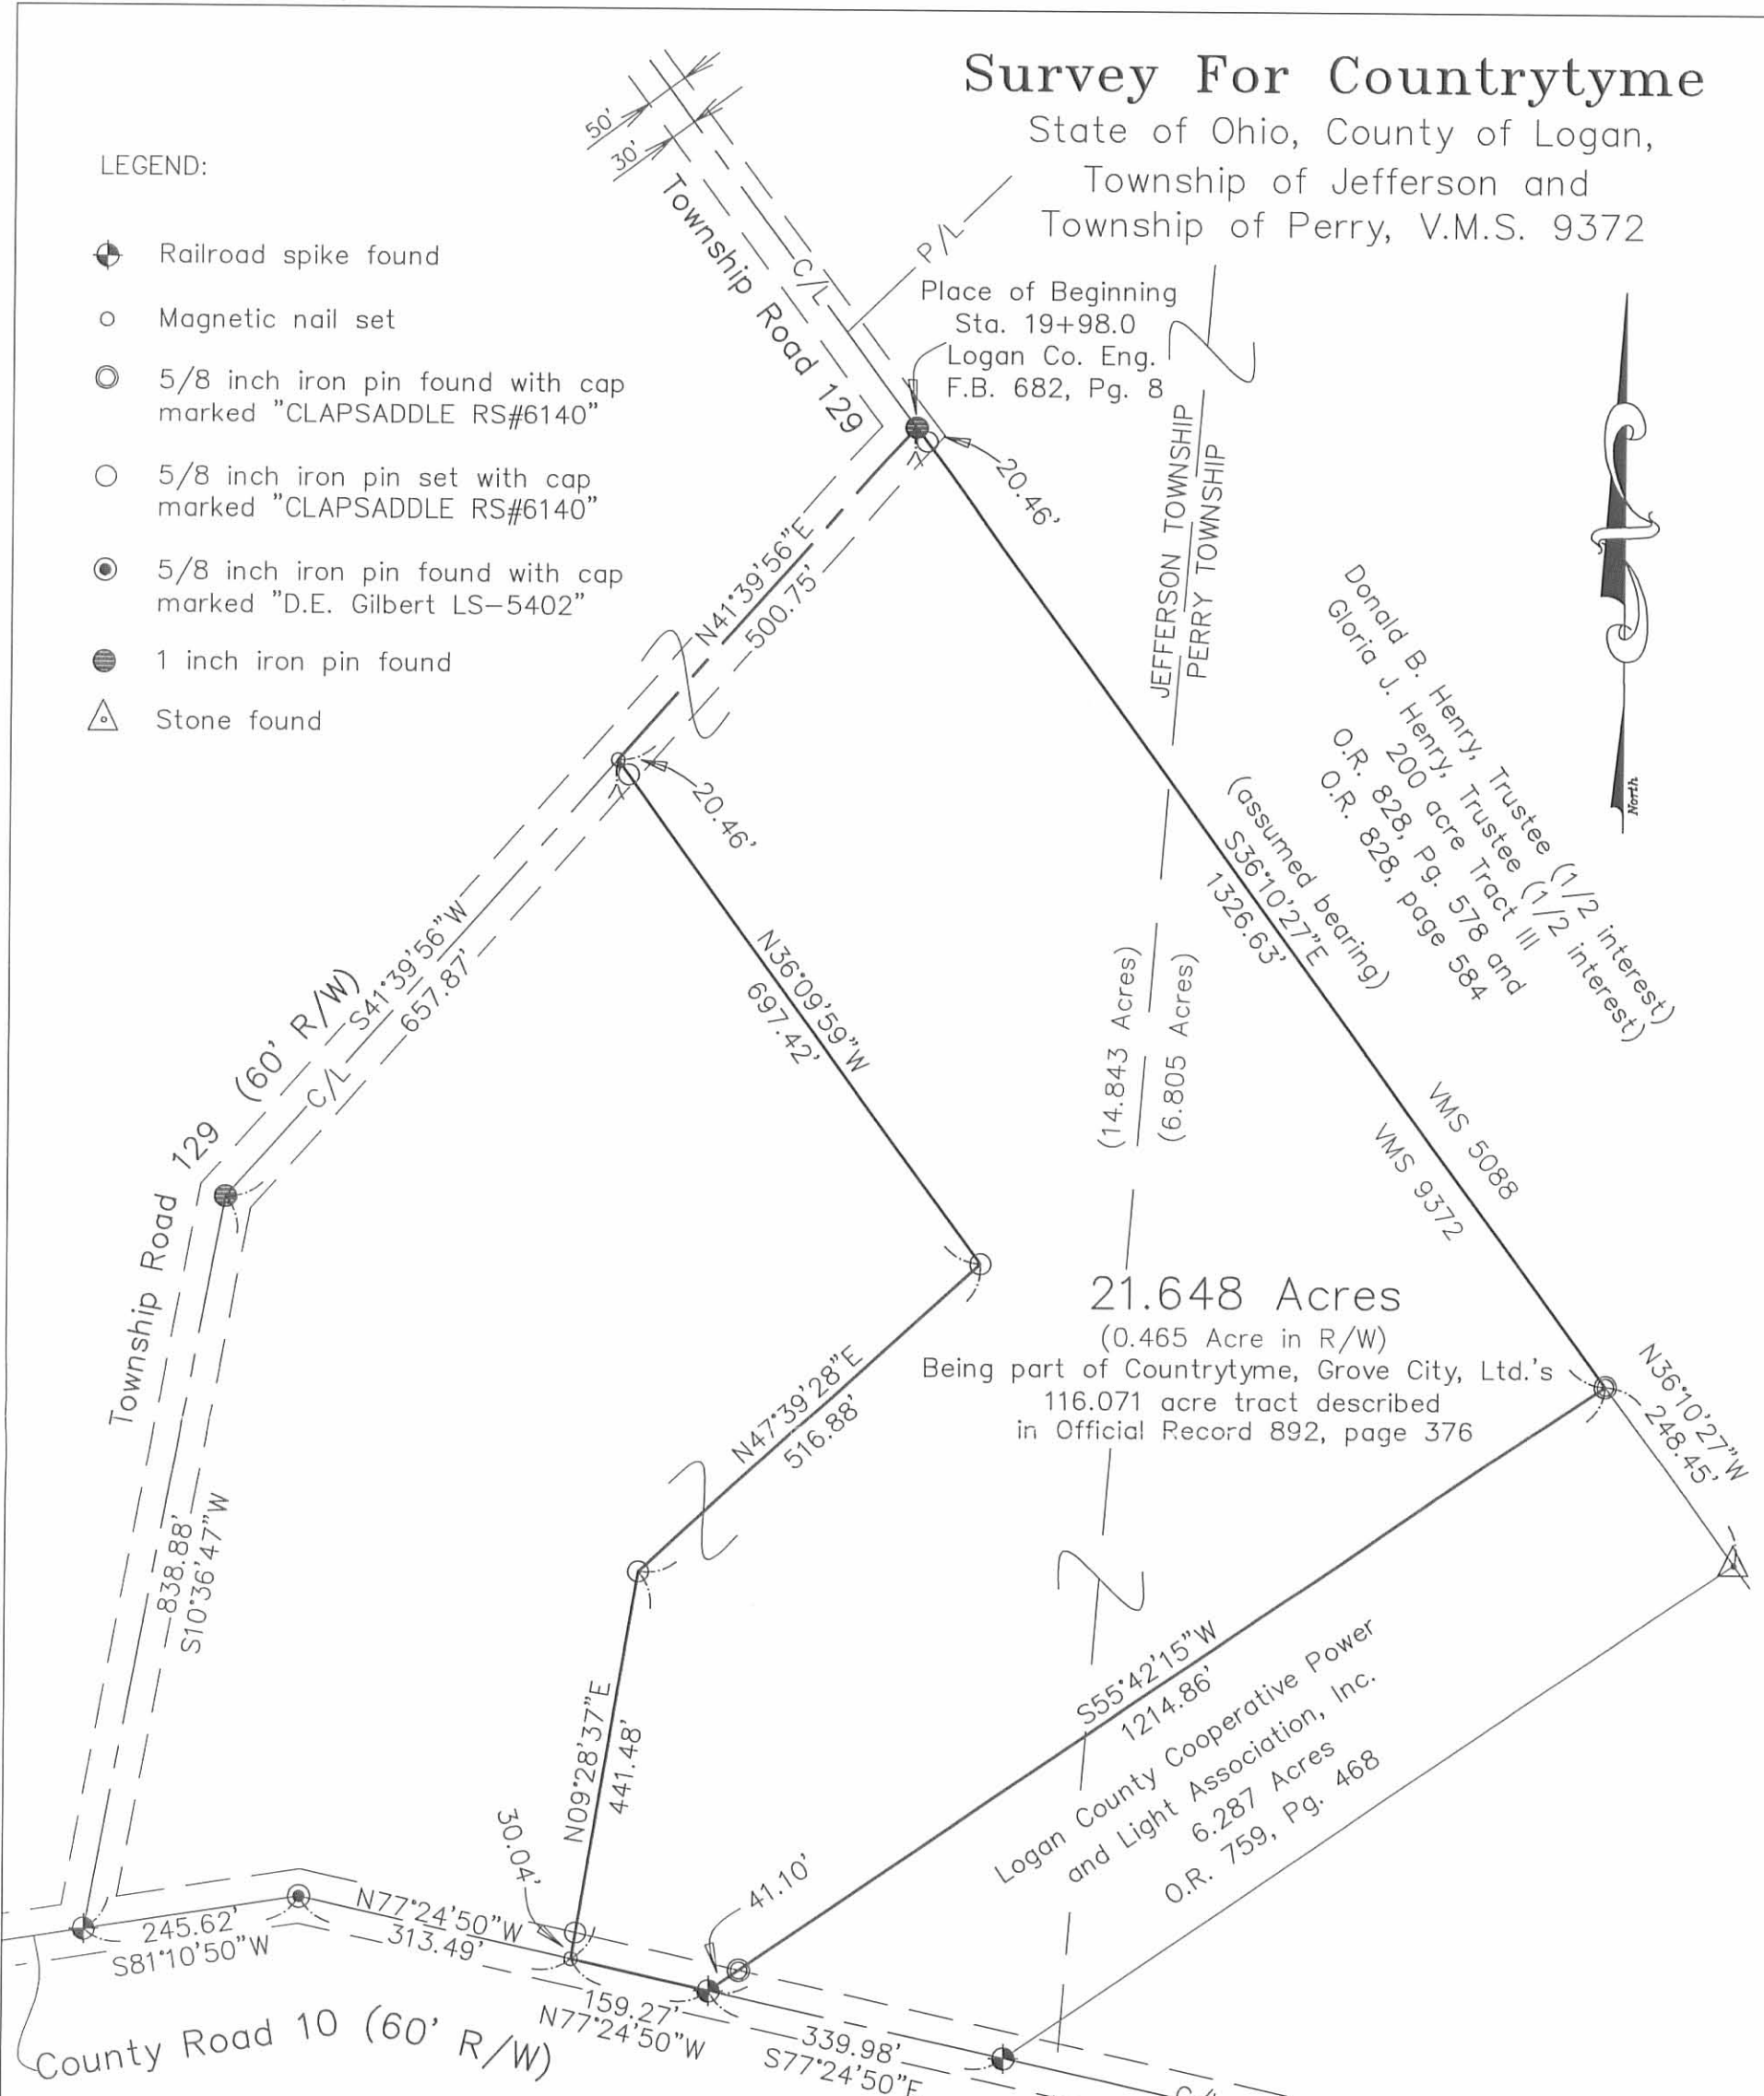 Survey For Countrytyme
State of Ohio, County of Logan,
Township of Jefferson and
Township of Perry, V.M.S. 9372
LEGEND:
Railroad spike found
Magnetic nail set
5/8 inch iron pin found with cap
marked "CLAPSADDLE RS#6140"
5/8 inch iron pin set with cap
marked "CLAPSADDLE RS#6140"
5/8 inch iron pin found with cap
marked "D.E. Gilbert LS-5402"
1 inch iron pin found
Stone found
50'
30'
Township Road 129
C/L
P/L
Place of Beginning
Sta. 19+98.0
Logan Co. Eng.
F.B. 682, Pg. 8
20.46'
JEFFERSON TOWNSHIP
PERRY TOWNSHIP
North
N41°39'56"E
500.75'
20.46'
Donald B. Henry, Trustee (1/2 interest)
Gloria J. Henry, Trustee (1/2 interest)
200 acre Tract III
O.R. 828, Pg. 578 and
O.R. 828, page 584
(assumed bearing)
S36°10'27"E
1326.63'
S41°39'56"W
657.87'
C/L
Township Road 129 (60' R/W)
N36°09'59"W
697.42'
(14.843 Acres)
(6.805 Acres)
VMS 5088
VMS 9372
21.648 Acres
(0.465 Acre in R/W)
Being part of Countrytyme, Grove City, Ltd.'s
116.071 acre tract described
in Official Record 892, page 376
N36°10'27"W
248.45'
N47°39'28"E
516.88'
838.88'
S10°36'47"W
N09°28'37"E
441.48'
S55°42'15"W
1214.86'
Logan County Cooperative Power
and Light Association, Inc.
6.287 Acres
O.R. 759, Pg. 468
30.04'
41.10'
245.62'
S81°10'50"W
N77°24'50"W
313.49'
159.27'
N77°24'50"W
339.98'
S77°24'50"E
County Road 10 (60' R/W)